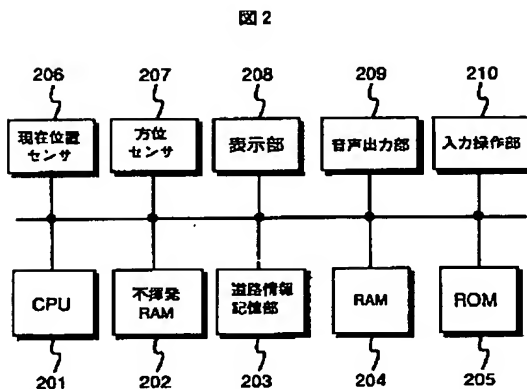 図2
206 207 208 209 210
現在位置
センサ
方位
センサ
表示部
音声出力部
入力操作部
CPU
不揮発
RAM
道路情報
記憶部
RAM
ROM
201 202 203 204 205